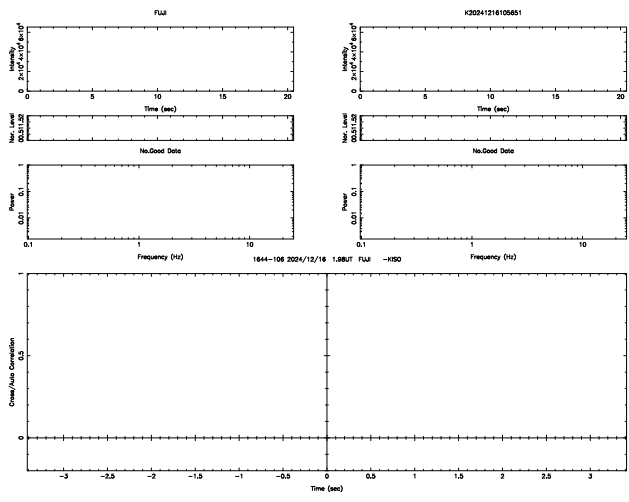 FUJI
K20241216105651
Intensity
0 2×10⁴ 4×10⁴ 6×10⁴
0 5 10 15 20
Time (sec)
Intensity
0 2×10⁴ 4×10⁴ 6×10⁴
0 5 10 15 20
Time (sec)
Nor. Level
0 0.5 1 1.5 2
Nor. Level
0 0.5 1 1.5 2
No.Good Data
No.Good Data
Power
0.01 0.1 1
0.1 1 10
Frequency (Hz)
Power
0.01 0.1 1
0.1 1 10
Frequency (Hz)
1644-106 2024/12/16 1.98UT FUJI -KISO
Cross/Auto Correlation
0 0.5 1
-3 -2.5 -2 -1.5 -1 -0.5 0 0.5 1 1.5 2 2.5 3
Time (sec)